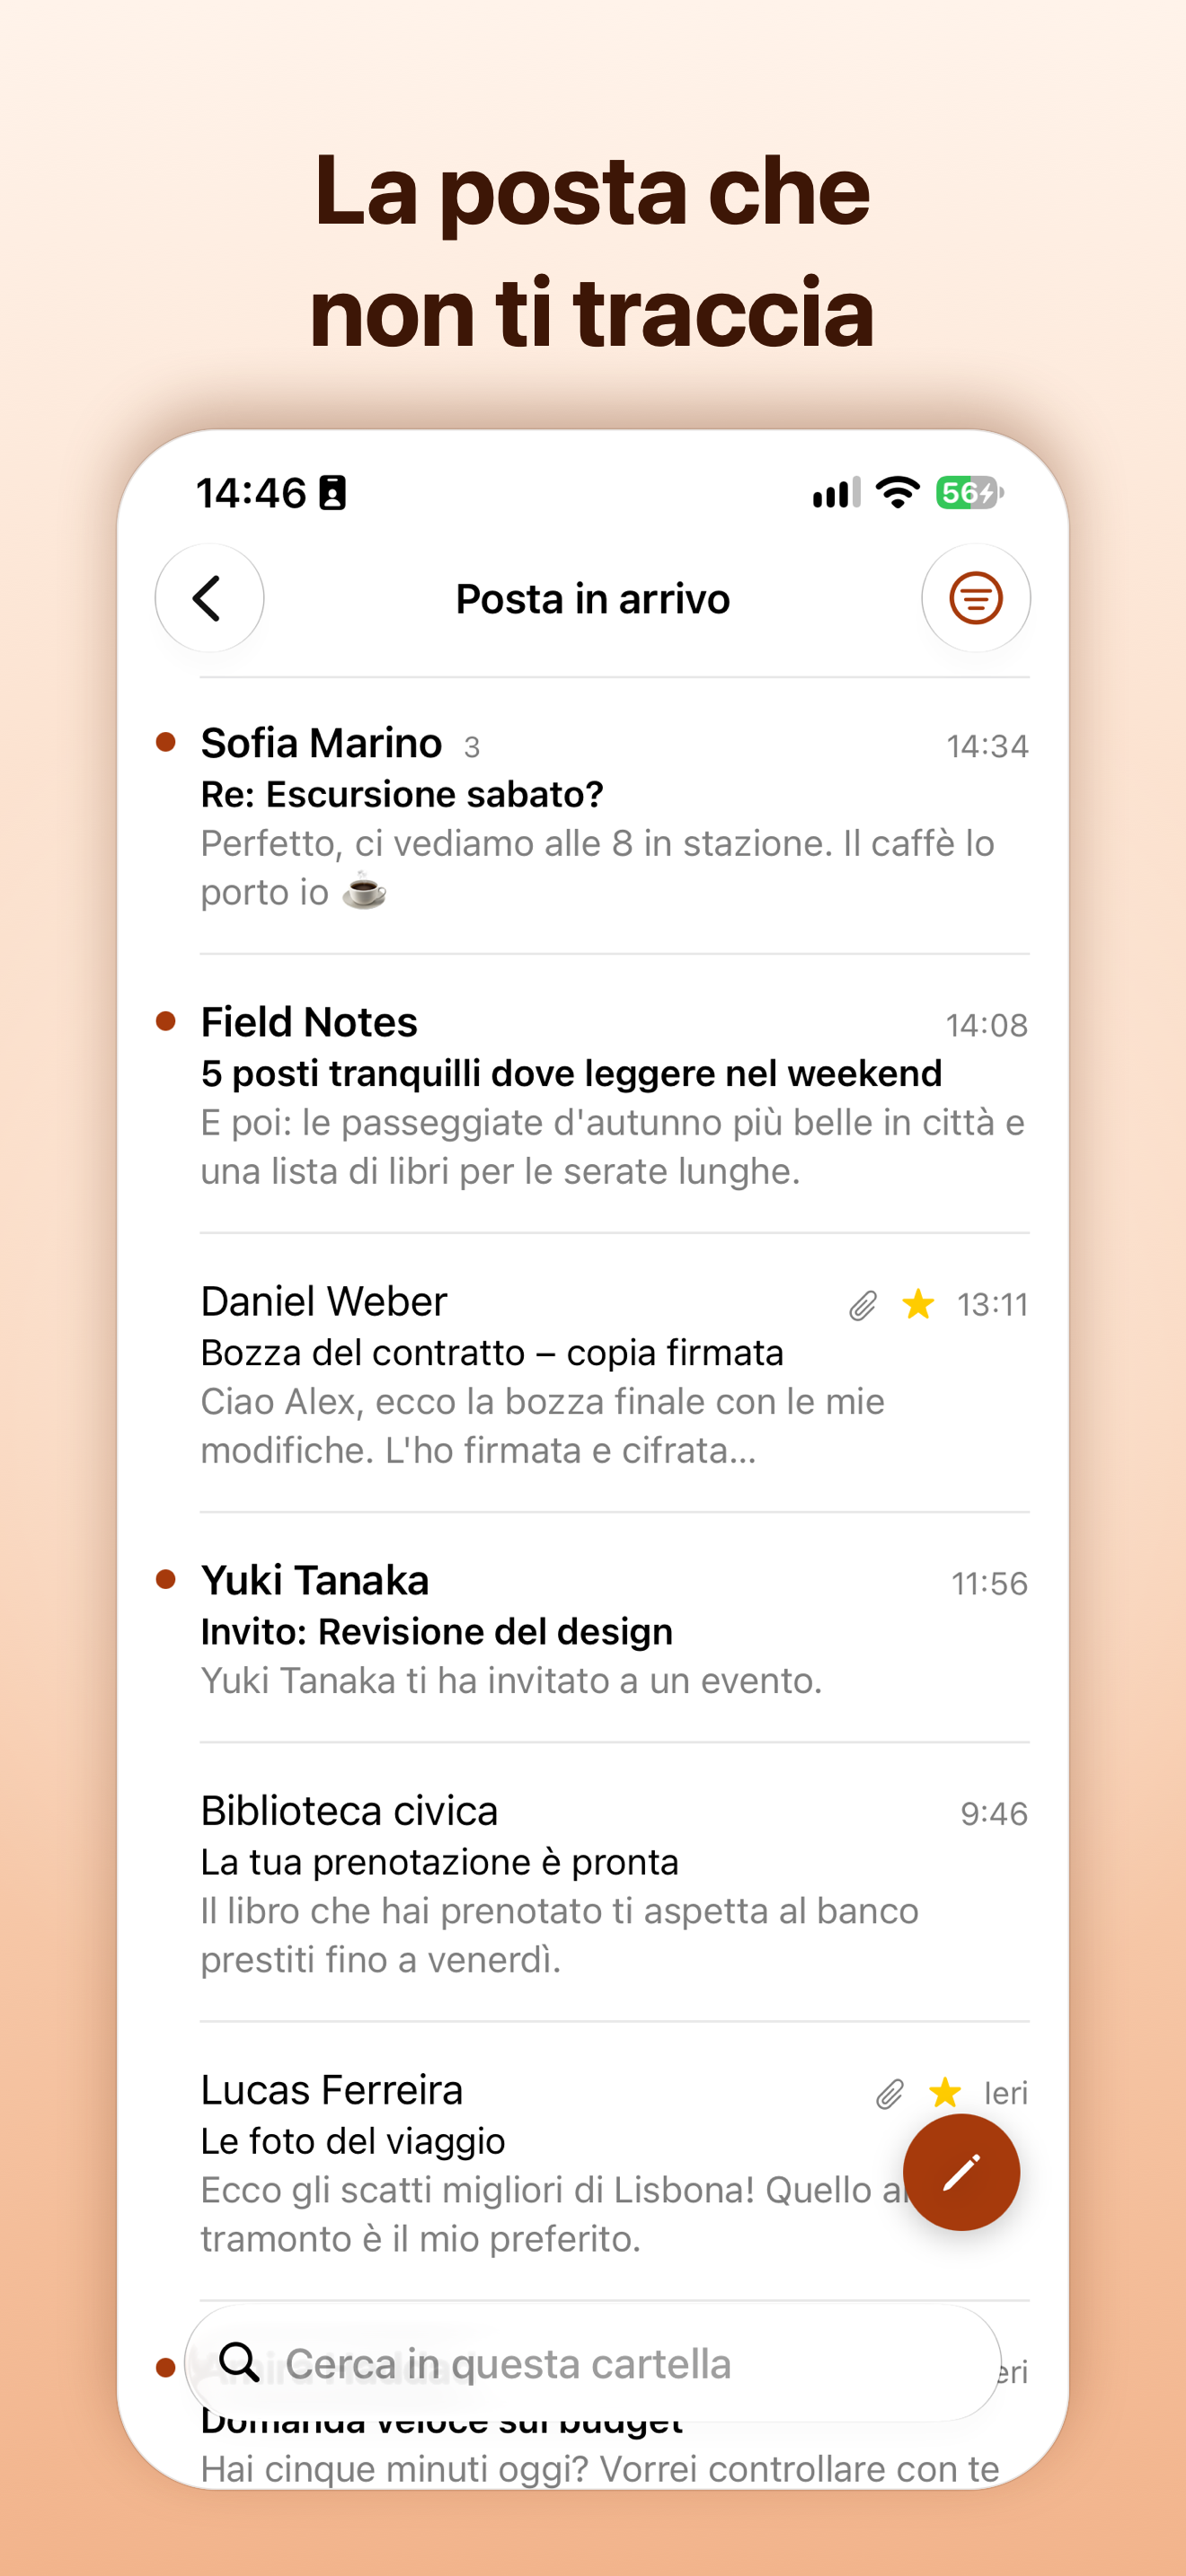 La posta che
non ti traccia
14:46
56
Posta in arrivo
Sofia Marino 3 14:34
Re: Escursione sabato?
Perfetto, ci vediamo alle 8 in stazione. Il caffè lo
porto io ☕
Field Notes 14:08
5 posti tranquilli dove leggere nel weekend
E poi: le passeggiate d'autunno più belle in città e
una lista di libri per le serate lunghe.
Daniel Weber 13:11
Bozza del contratto – copia firmata
Ciao Alex, ecco la bozza finale con le mie
modifiche. L'ho firmata e cifrata...
Yuki Tanaka 11:56
Invito: Revisione del design
Yuki Tanaka ti ha invitato a un evento.
Biblioteca civica 9:46
La tua prenotazione è pronta
Il libro che hai prenotato ti aspetta al banco
prestiti fino a venerdì.
Lucas Ferreira Ieri
Le foto del viaggio
Ecco gli scatti migliori di Lisbona! Quello
tramonto è il mio preferito.
Cerca in questa cartella
Domanda veloce sul budget
Hai cinque minuti oggi? Vorrei controllare con te